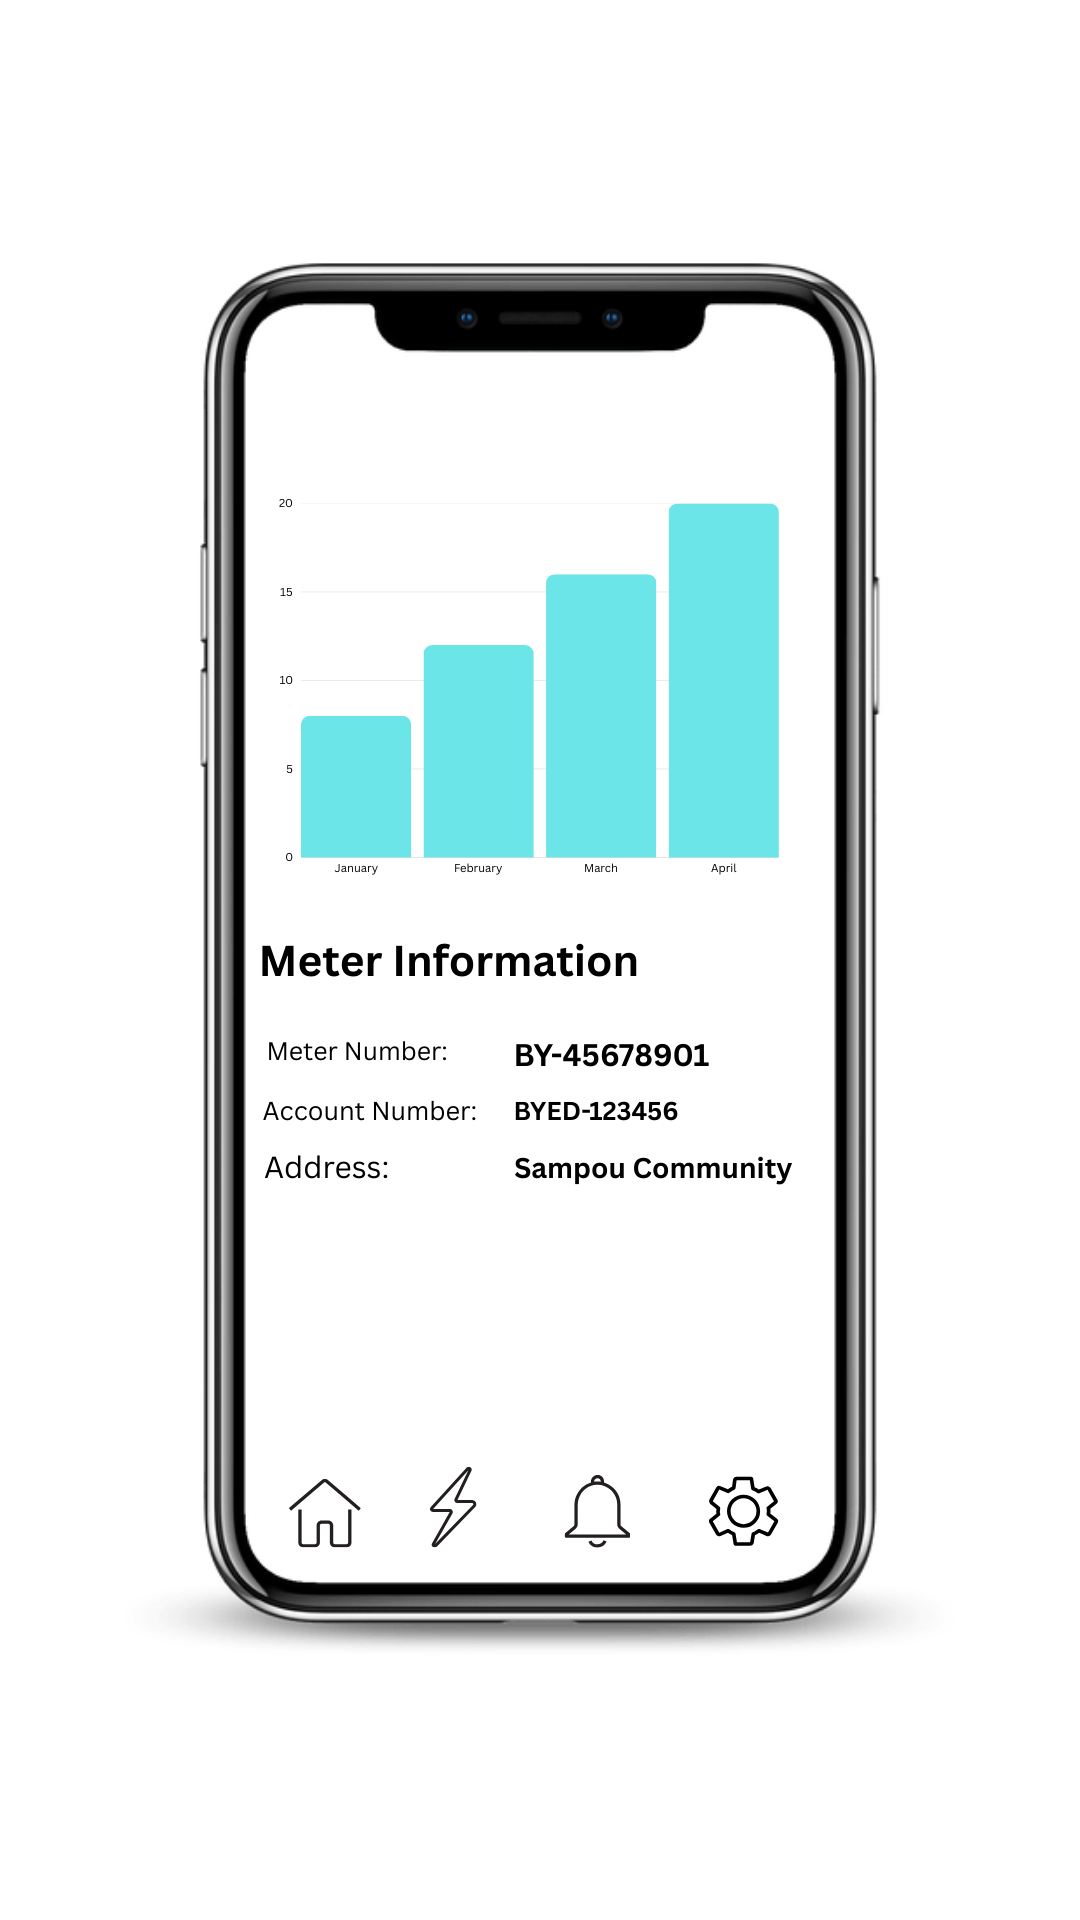 20
15
10
5
0
January February March April
Meter Information
Meter Number: BY-45678901
Account Number: BYED-123456
Address: Sampou Community